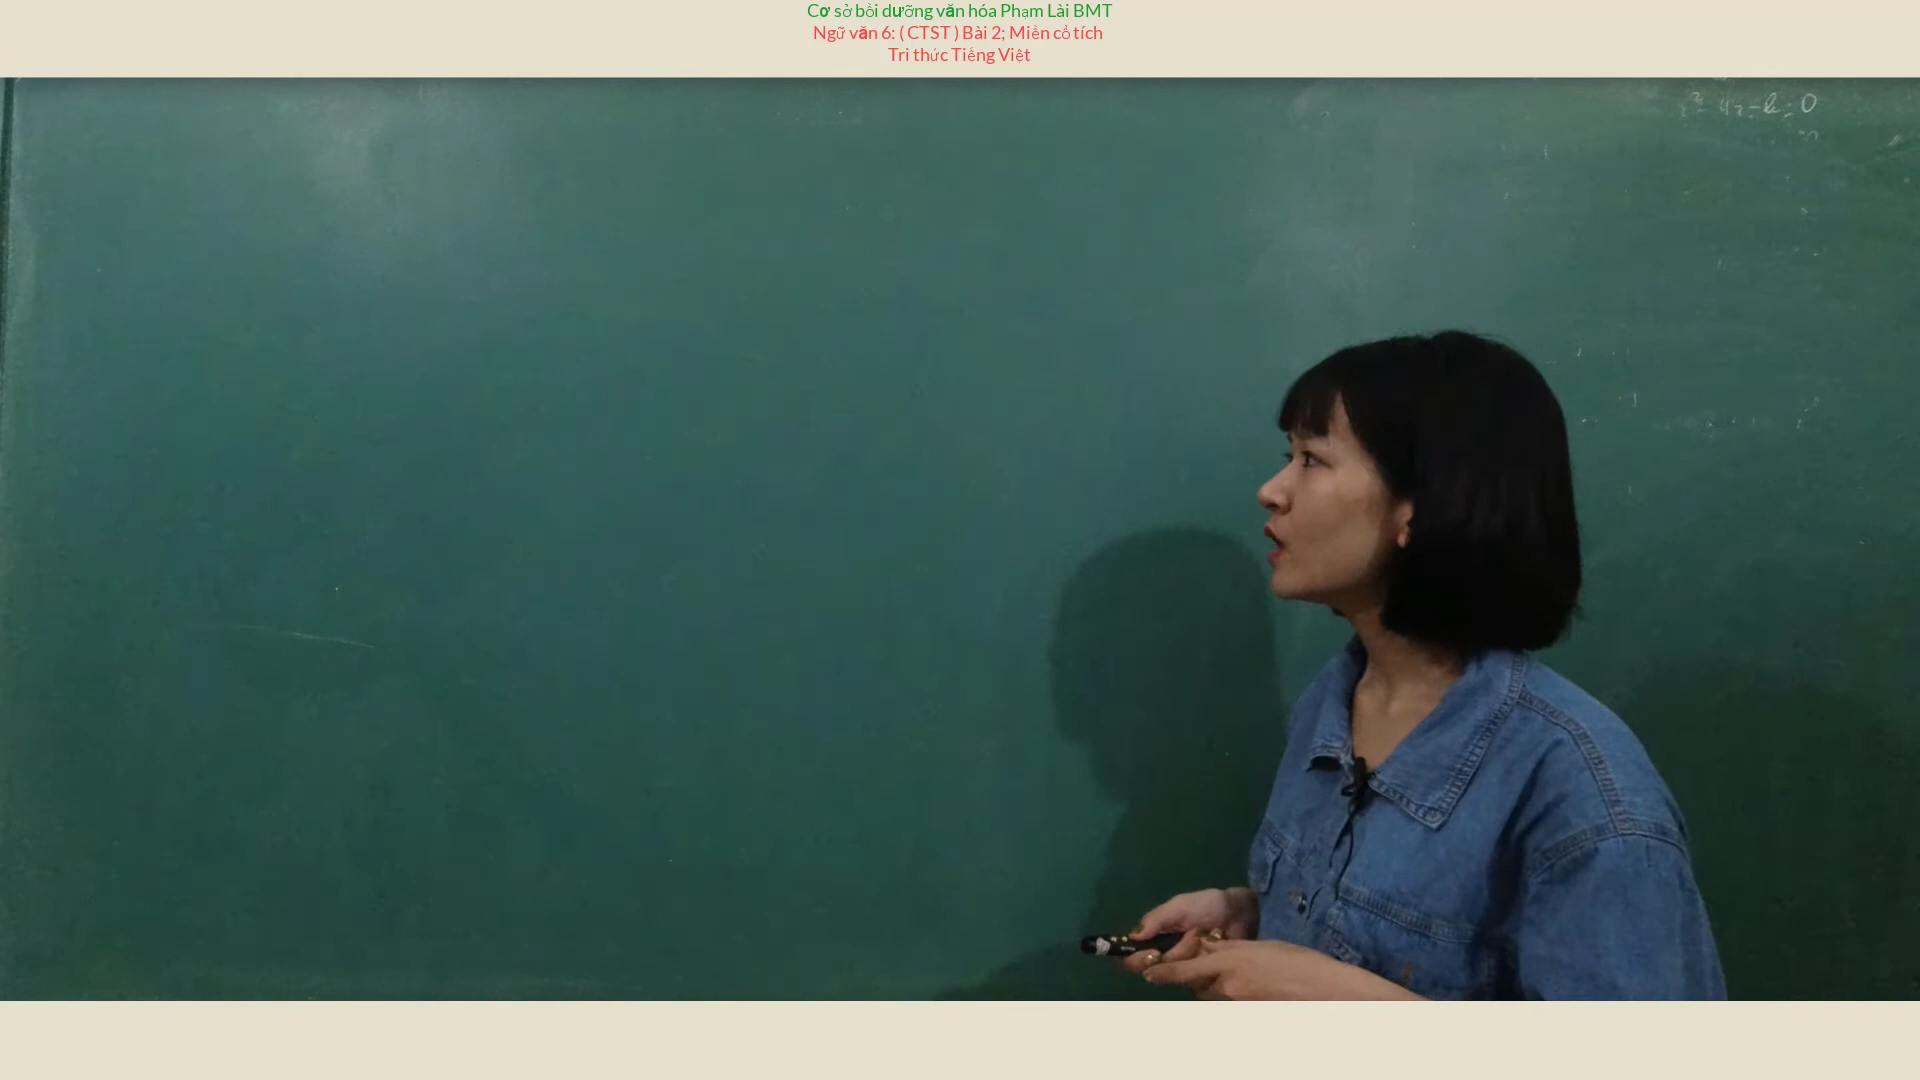 Cơ sở bồi dưỡng văn hóa Phạm Lài BMT
Ngữ văn 6: ( CTST ) Bài 2; Miền cổ tích
Tri thức Tiếng Việt